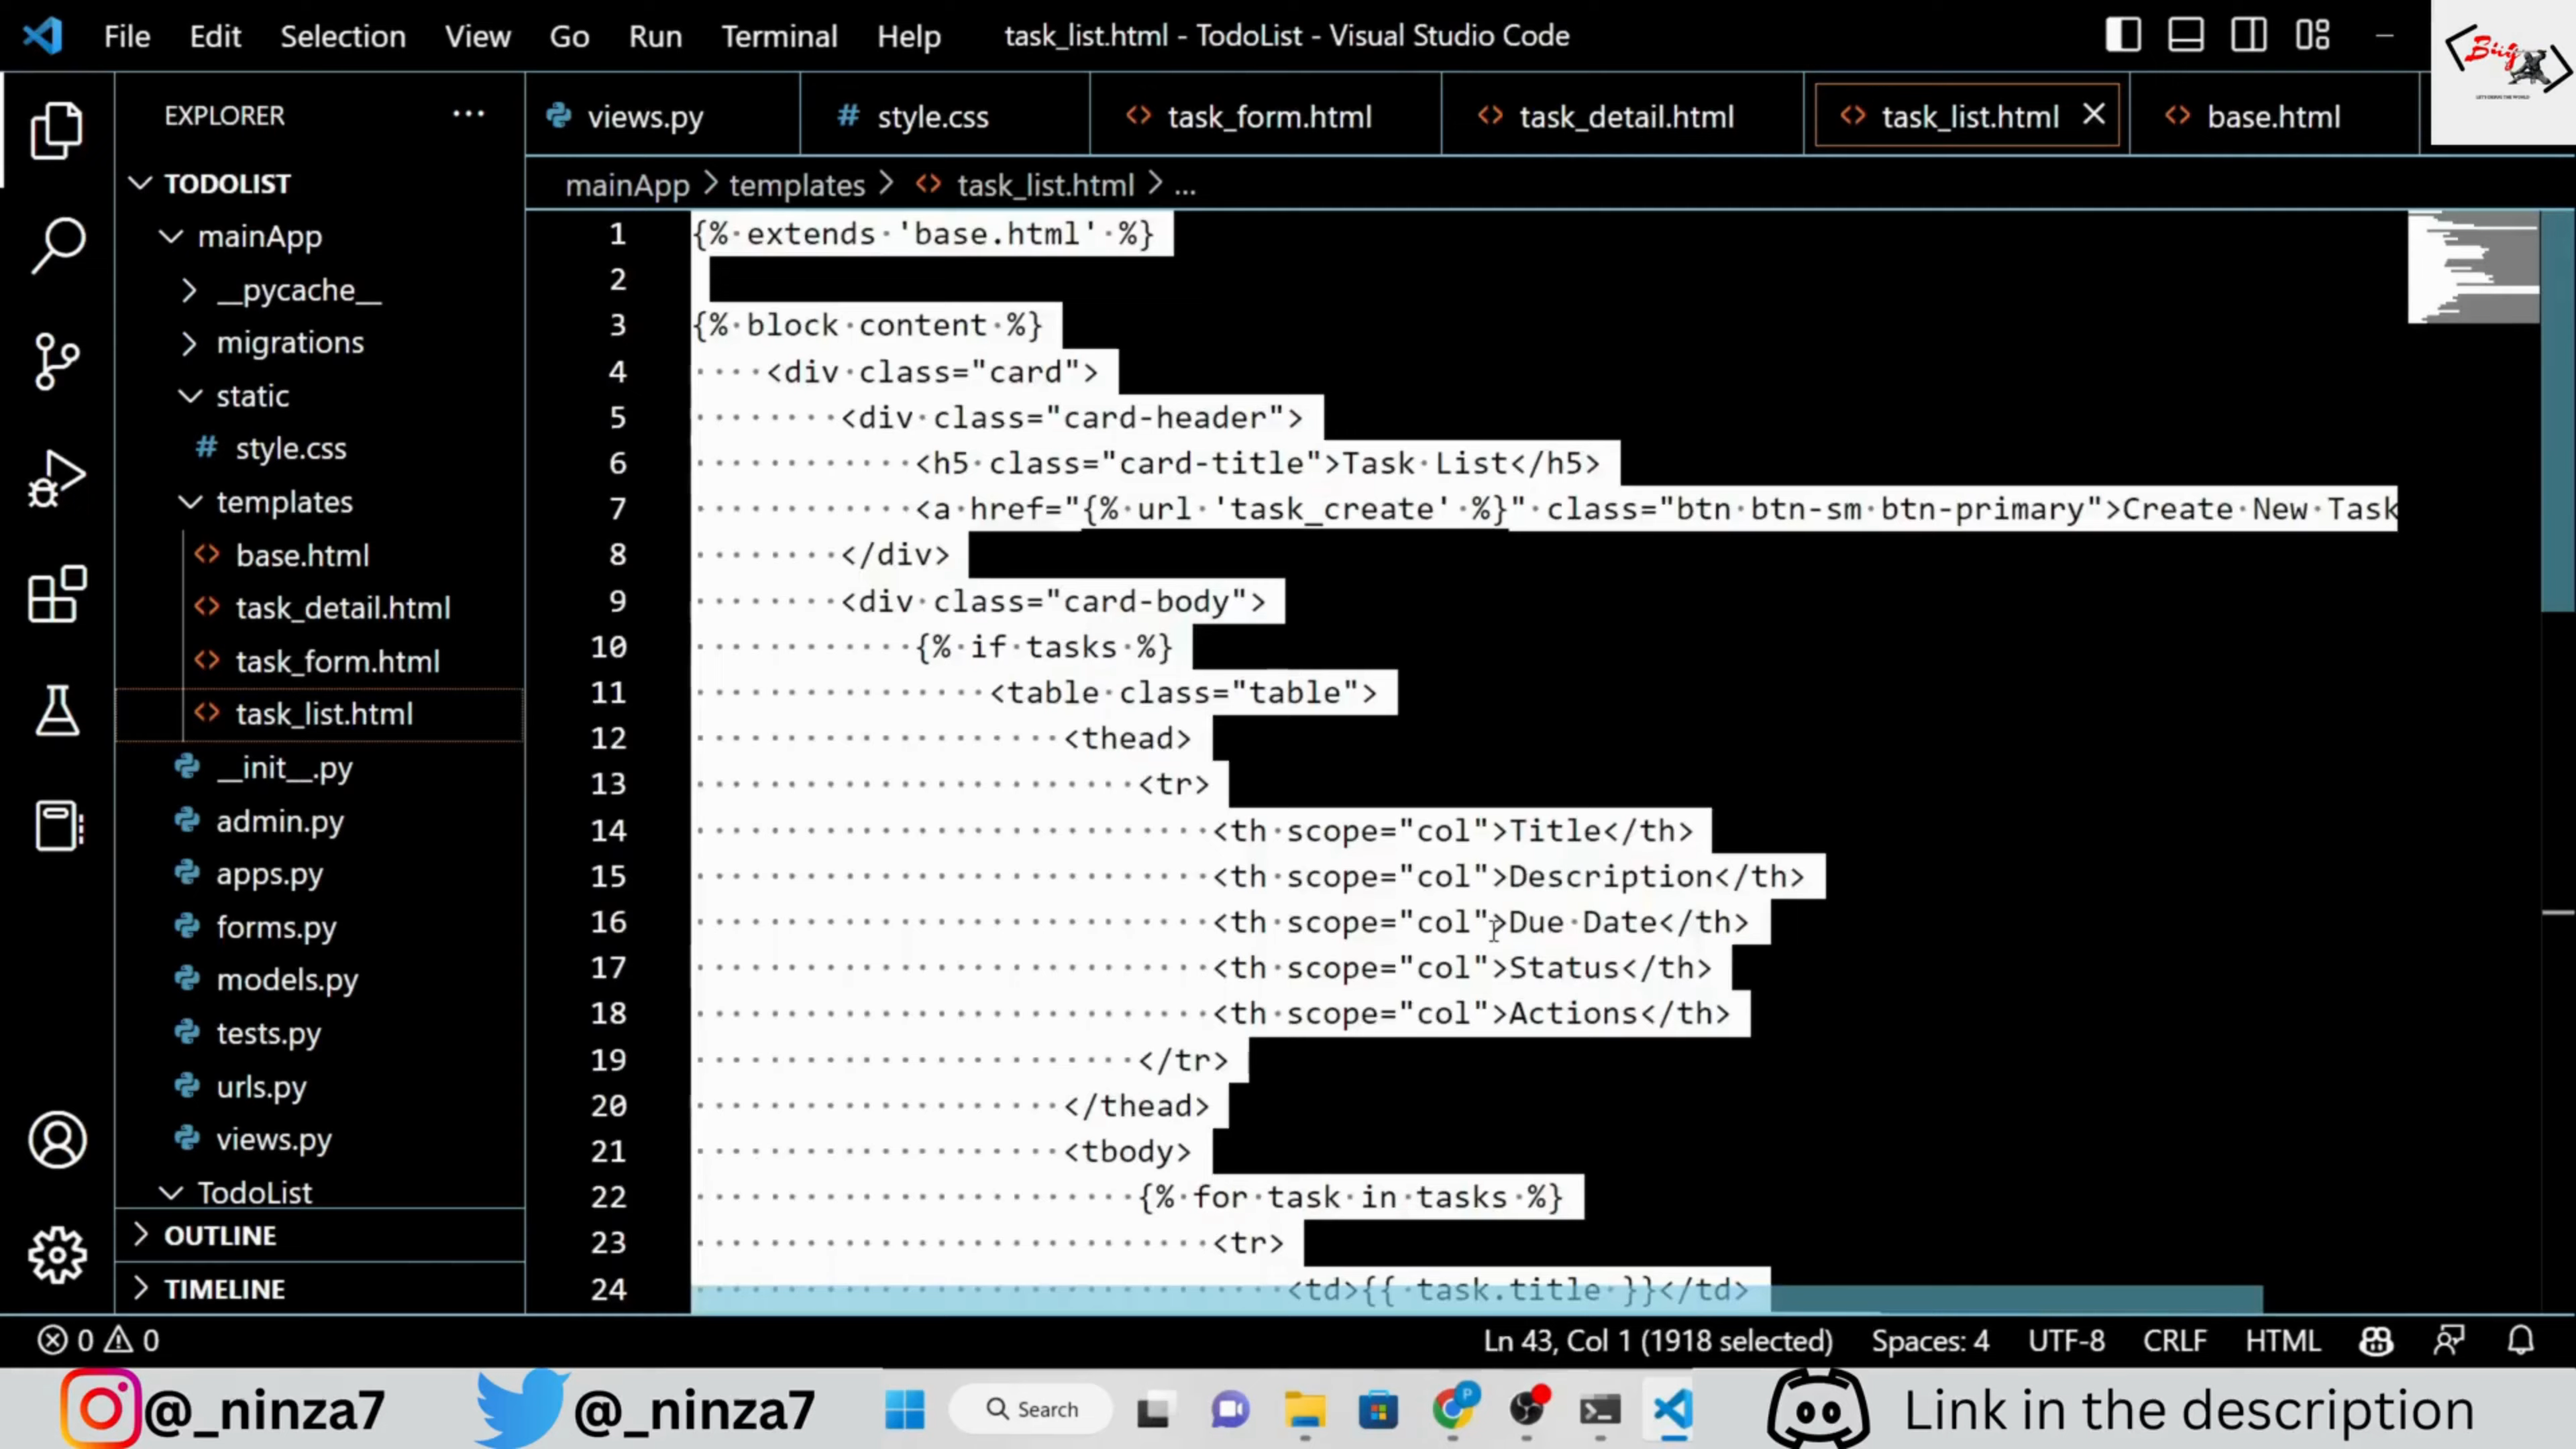 File Edit Selection View Go Run Terminal Help task_list.html - TodoList - Visual Studio Code
Bug
EXPLORER ...
views.py # style.css <> task_form.html <> task_detail.html <> task_list.html <> base.html
TODOLIST
mainApp > templates > <> task_list.html > ...
mainApp
__pycache__
migrations
static
# style.css
templates
<> base.html
<> task_detail.html
<> task_form.html
<> task_list.html
__init__.py
admin.py
apps.py
forms.py
models.py
tests.py
urls.py
views.py
TodoList
OUTLINE
TIMELINE
1 {% extends 'base.html' %}
2
3 {% block content %}
4 <div class="card">
5 <div class="card-header">
6 <h5 class="card-title">Task List</h5>
7 <a href="{% url 'task_create' %}" class="btn btn-sm btn-primary">Create New Task
8 </div>
9 <div class="card-body">
10 {% if tasks %}
11 <table class="table">
12 <thead>
13 <tr>
14 <th scope="col">Title</th>
15 <th scope="col">Description</th>
16 <th scope="col">Due Date</th>
17 <th scope="col">Status</th>
18 <th scope="col">Actions</th>
19 </tr>
20 </thead>
21 <tbody>
22 {% for task in tasks %}
23 <tr>
24 <td>{{ task.title }}</td>
0 0 Ln 43, Col 1 (1918 selected) Spaces: 4 UTF-8 CRLF HTML
@_ninza7 @_ninza7 Search P Link in the description